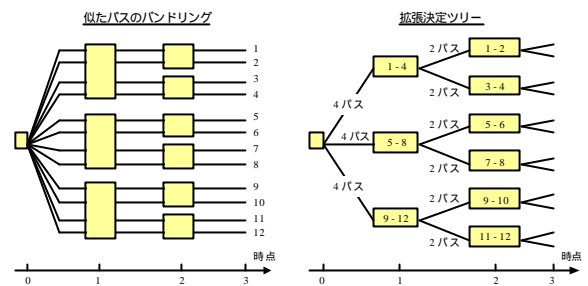 似たパスのバンドリング
1
2
3
4
5
6
7
8
9
10
11
12
時点
0
1
2
3
拡張決定ツリー
2 パス
1 - 2
1 - 4
2 パス
3 - 4
4 パス
2 パス
5 - 6
4 パス
5 - 8
2 パス
7 - 8
4 パス
2 パス
9 - 10
9 - 12
2 パス
11 - 12
時点
0
1
2
3